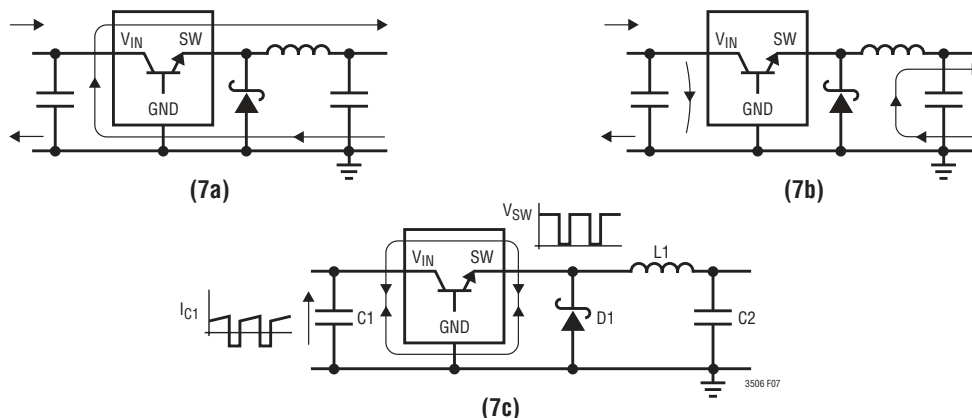 VIN
SW
GND
(7a)
VIN
SW
GND
(7b)
VSW
VIN
SW
L1
IC1
C1
GND
D1
C2
3506 F07
(7c)